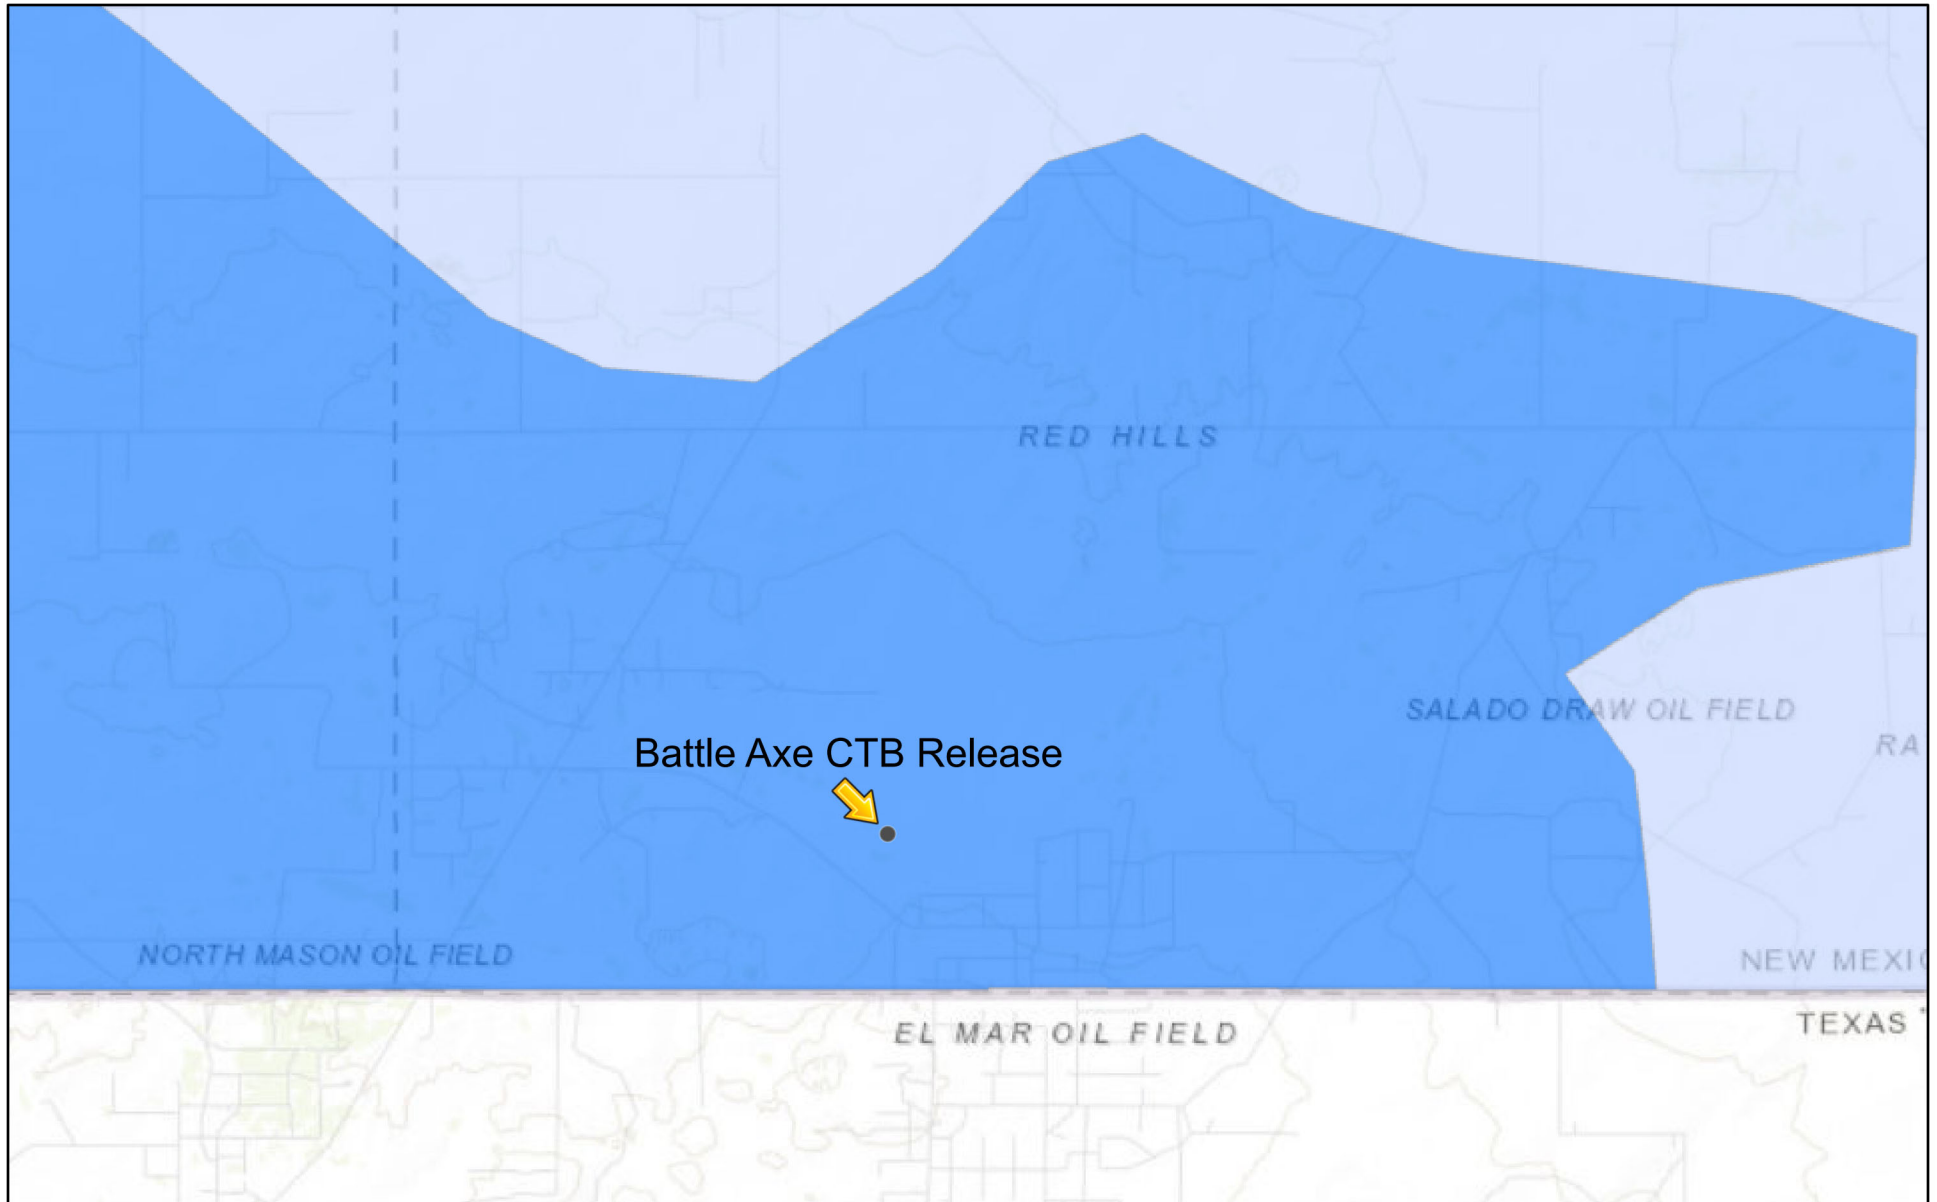 RED HILLS
SALADO DRAW OIL FIELD
RA
Battle Axe CTB Release
NORTH MASON OIL FIELD
NEW MEXIC
EL MAR OIL FIELD
TEXAS